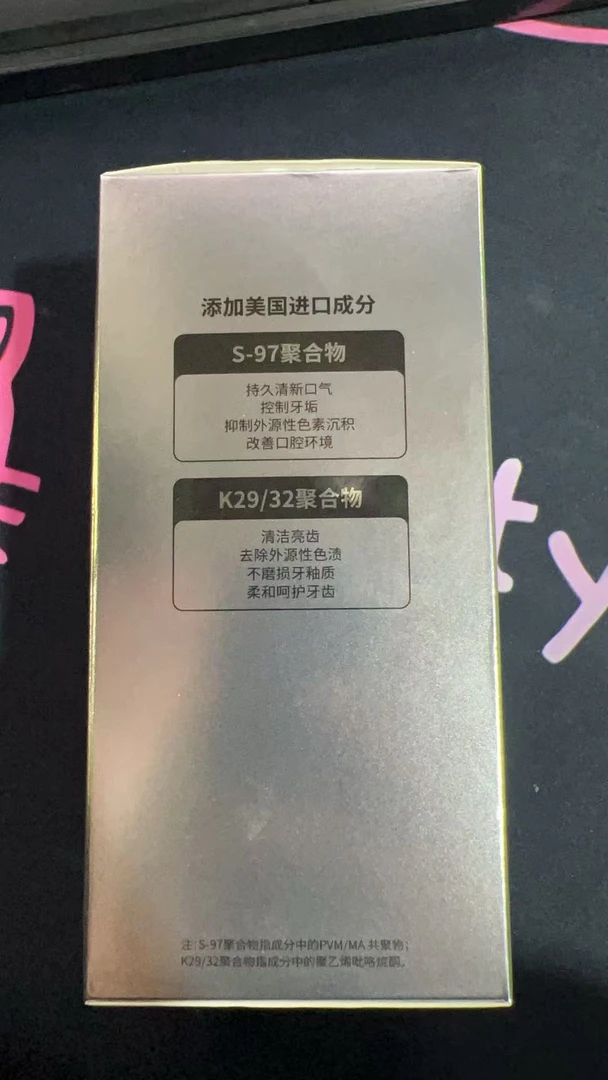 添加美国进口成分
S-97聚合物
持久清新口气
控制牙垢
抑制外源性色素沉积
改善口腔环境
K29/32聚合物
清洁亮齿
去除外源性色渍
不磨损牙釉质
柔和呵护牙齿
注:S-97聚合物指成分中的PVM/MA 共聚物;
K29/32聚合物指成分中的聚乙烯吡咯烷酮。